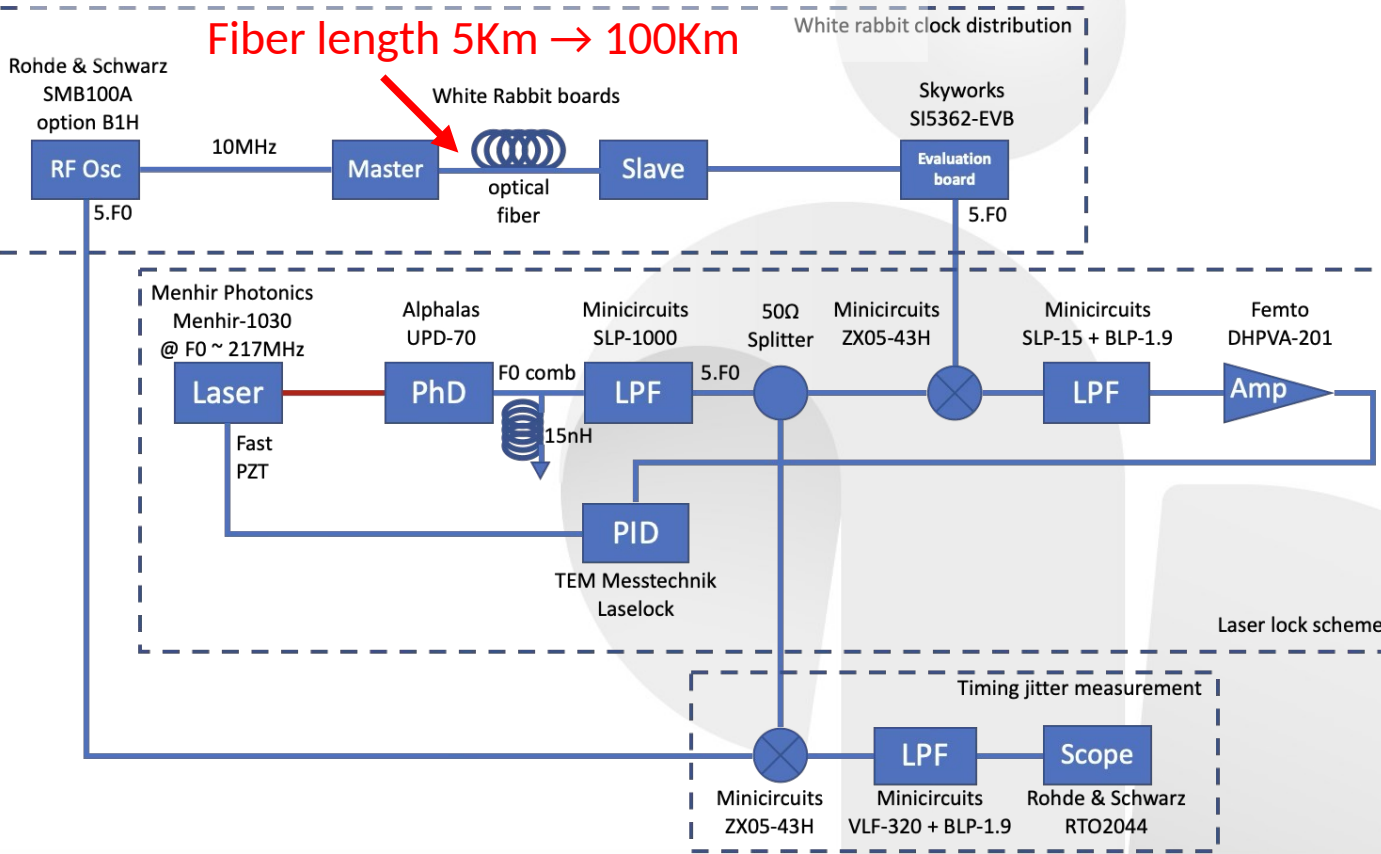 Fiber length 5Km → 100Km
White rabbit clock distribution
Rohde & Schwarz
SMB100A
option B1H
RF Osc
5.F0
10MHz
Master
White Rabbit boards
optical
fiber
Slave
Skyworks
SI5362-EVB
Evaluation
board
5.F0
Menhir Photonics
Menhir-1030
@ F0 ~ 217MHz
Laser
Fast
PZT
Alphalas
UPD-70
PhD
F0 comb
15nH
Minicircuits
SLP-1000
LPF
5.F0
50Ω
Splitter
Minicircuits
ZX05-43H
Minicircuits
SLP-15 + BLP-1.9
LPF
Femto
DHPVA-201
Amp
PID
TEM Messtechnik
Laselock
Laser lock scheme
Timing jitter measurement
Minicircuits
ZX05-43H
LPF
Minicircuits
VLF-320 + BLP-1.9
Scope
Rohde & Schwarz
RTO2044